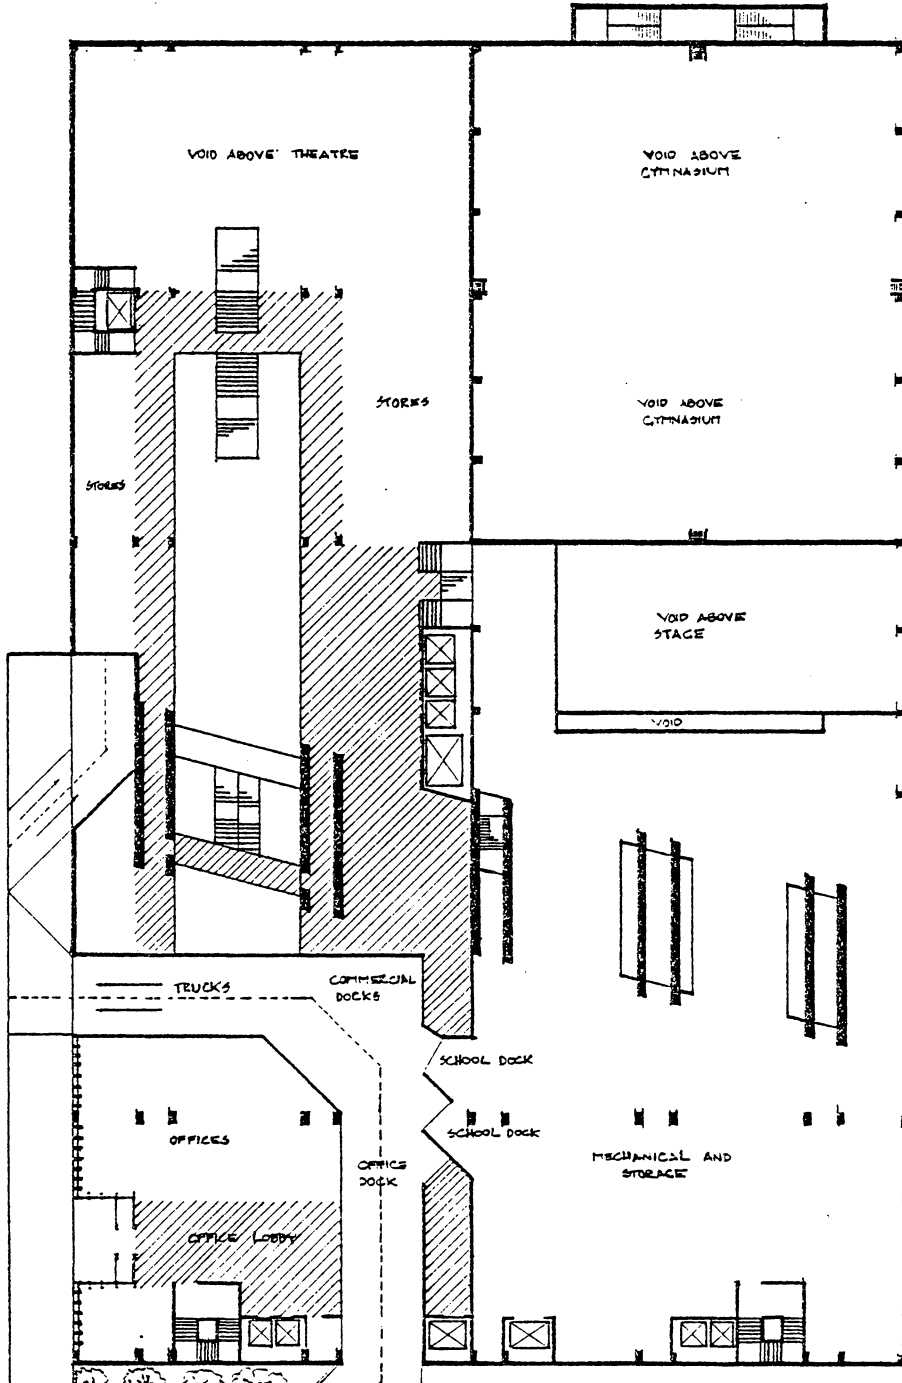 VOID ABOVE THEATRE
VOID ABOVE
GYMNASIUM
STORES
VOID ABOVE
GYMNASIUM
STORES
VOID ABOVE
STAGE
VOID
TRUCKS
COMMERCIAL
DOCKS
SCHOOL DOCK
SCHOOL DOCK
OFFICES
OFFICE
DOCK
MECHANICAL AND
STORAGE
OFFICE LOBBY